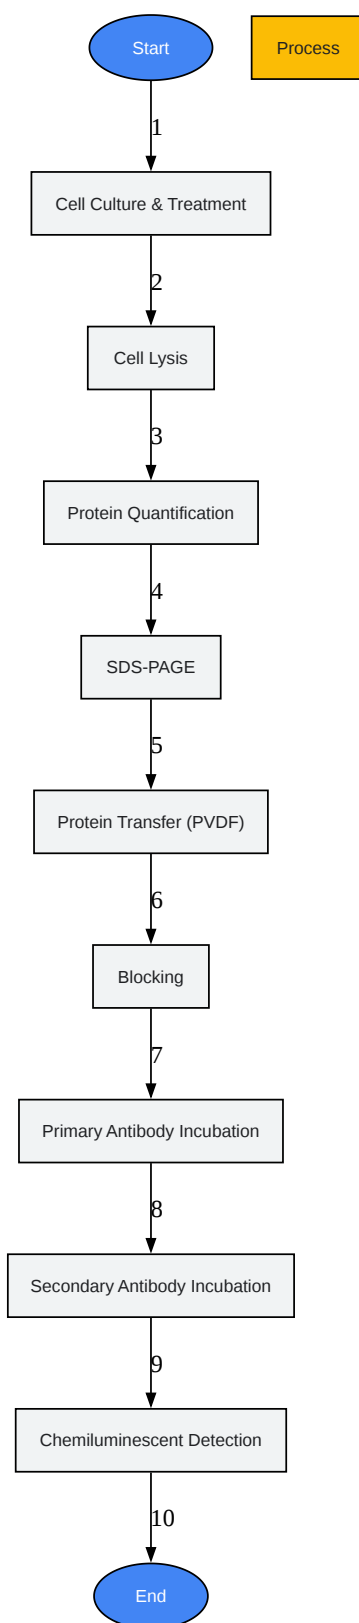 Start
Process
1
Cell Culture & Treatment
2
Cell Lysis
3
Protein Quantification
4
SDS-PAGE
5
Protein Transfer (PVDF)
6
Blocking
7
Primary Antibody Incubation
8
Secondary Antibody Incubation
9
Chemiluminescent Detection
10
End